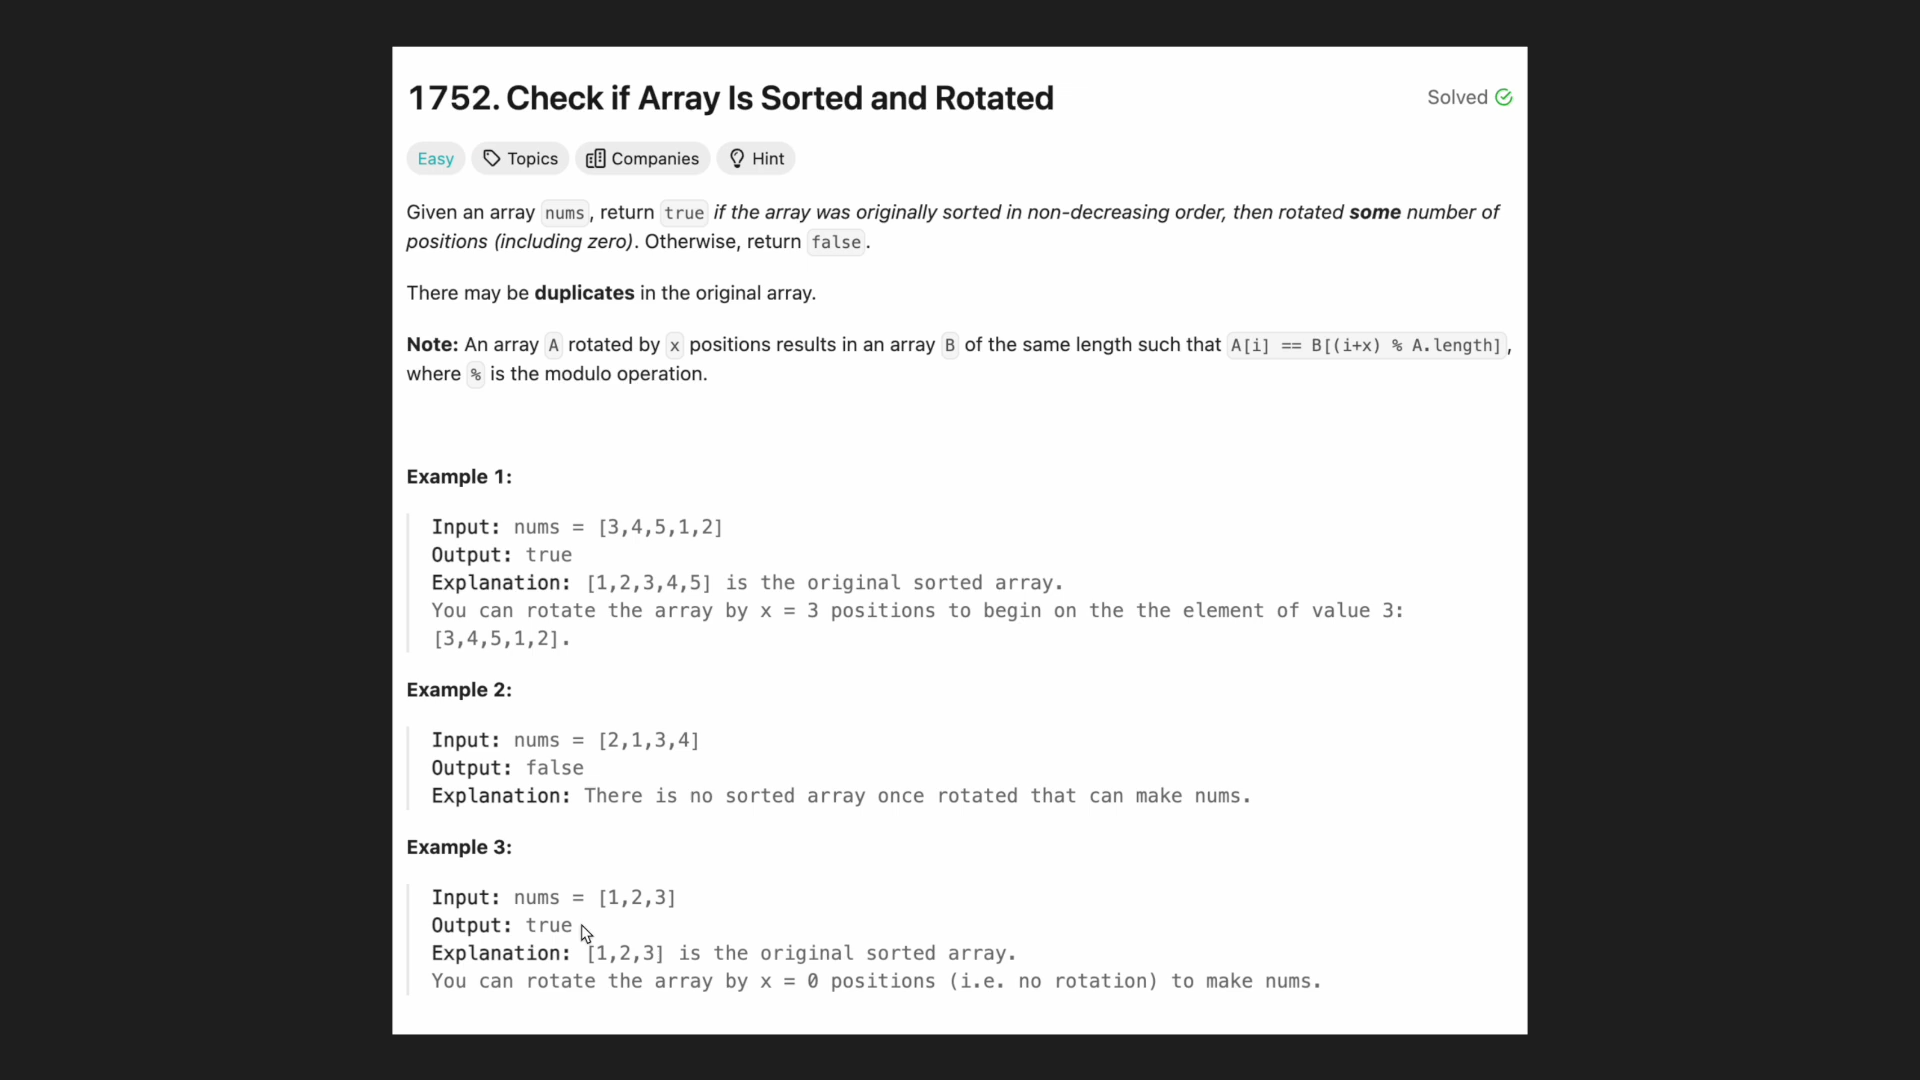 1752. Check if Array Is Sorted and Rotated
Solved
Easy Topics Companies Hint
Given an array nums, return true if the array was originally sorted in non-decreasing order, then rotated some number of
positions (including zero). Otherwise, return false.
There may be duplicates in the original array.
Note: An array A rotated by x positions results in an array B of the same length such that A[i] == B[(i+x) % A.length],
where % is the modulo operation.
Example 1:
Input: nums = [3,4,5,1,2]
Output: true
Explanation: [1,2,3,4,5] is the original sorted array.
You can rotate the array by x = 3 positions to begin on the the element of value 3:
[3,4,5,1,2].
Example 2:
Input: nums = [2,1,3,4]
Output: false
Explanation: There is no sorted array once rotated that can make nums.
Example 3:
Input: nums = [1,2,3]
Output: true
Explanation: [1,2,3] is the original sorted array.
You can rotate the array by x = 0 positions (i.e. no rotation) to make nums.